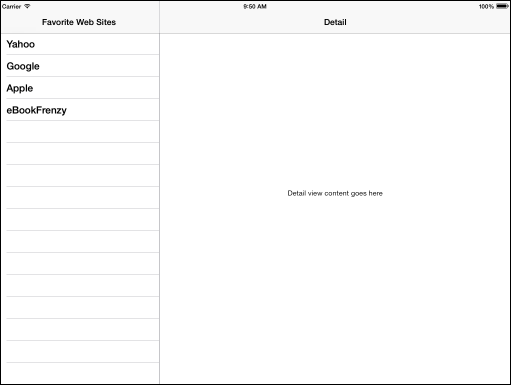 Carrier 9:50 AM 100%
Favorite Web Sites
Detail
Yahoo
Google
Apple
eBookFrenzy
Detail view content goes here